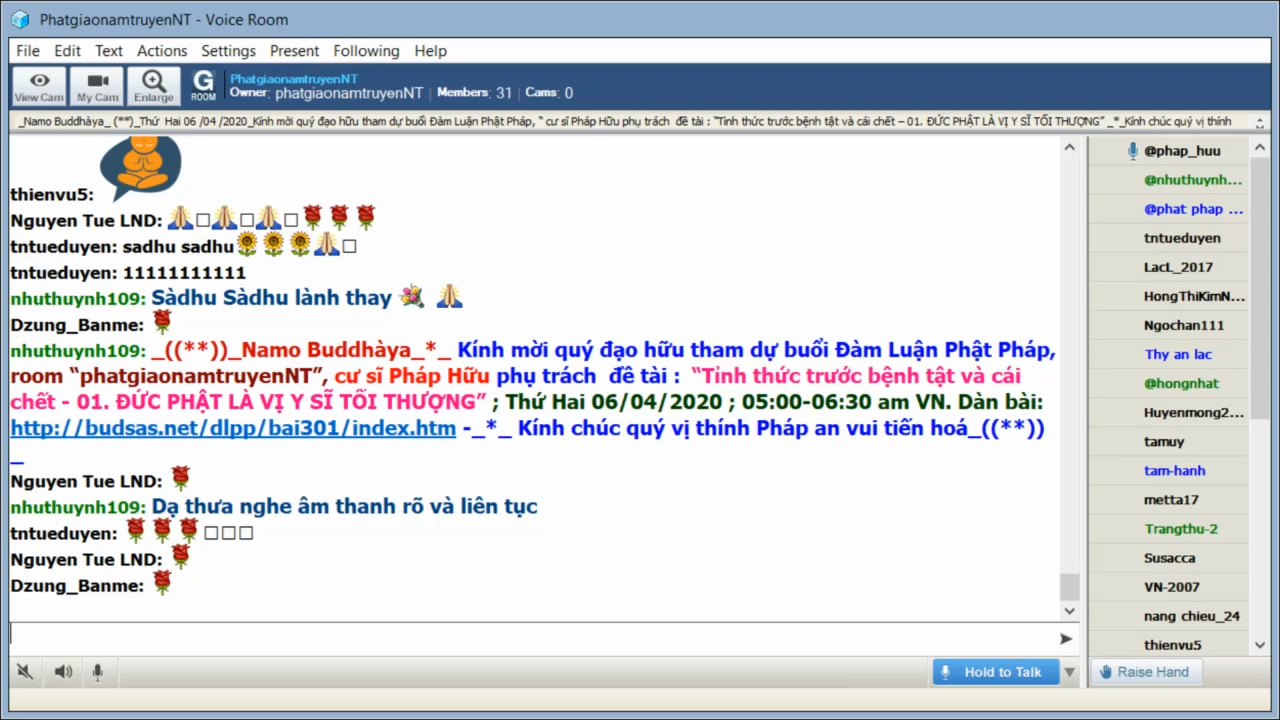 PhatgiaonamtruyenNT - Voice Room
File Edit Text Actions Settings Present Following Help
View Cam My Cam Enlarge G ROOM
PhatgiaonamtruyenNT
Owner: phatgiaonamtruyenNT | Members: 31 | Cams: 0
_Namo Buddhàya_ (**)_Thứ Hai 06 /04 /2020_Kính mời quý đạo hữu tham dự buổi Đàm Luận Phật Pháp, “ cư sĩ Pháp Hữu phụ trách đề tài : “Tỉnh thức trước bệnh tật và cái chết – 01. ĐỨC PHẬT LÀ VỊ Y SĨ TỐI THƯỢNG” _*_Kính chúc quý vị thính
thienvu5:
Nguyen Tue LND: 🙏□🙏□🙏□🌹🌹🌹
tntueduyen: sadhu sadhu🌻🌻🌻🙏□
tntueduyen: 11111111111
nhuthuynh109: Sàdhu Sàdhu lành thay 💐 🙏
Dzung_Banme: 🌹
nhuthuynh109: _((**))_Namo Buddhàya_*_ Kính mời quý đạo hữu tham dự buổi Đàm Luận Phật Pháp,
room “phatgiaonamtruyenNT”, cư sĩ Pháp Hữu phụ trách đề tài : “Tỉnh thức trước bệnh tật và cái
chết - 01. ĐỨC PHẬT LÀ VỊ Y SĨ TỐI THƯỢNG” ; Thứ Hai 06/04/2020 ; 05:00-06:30 am VN. Dàn bài:
http://budsas.net/dlpp/bai301/index.htm -_*_ Kính chúc quý vị thính Pháp an vui tiến hoá_((**))
_
Nguyen Tue LND: 🌹
nhuthuynh109: Dạ thưa nghe âm thanh rõ và liên tục
tntueduyen: 🌹🌹🌹□□□
Nguyen Tue LND: 🌹
Dzung_Banme: 🌹
Hold to Talk
@phap_huu
@nhuthuynh...
@phat phap ...
tntueduyen
LacL_2017
HongThiKimN...
Ngochan111
Thy an lac
@hongnhat
Huyenmong2...
tamuy
tam-hanh
metta17
Trangthu-2
Susacca
VN-2007
nang chieu_24
thienvu5
Raise Hand